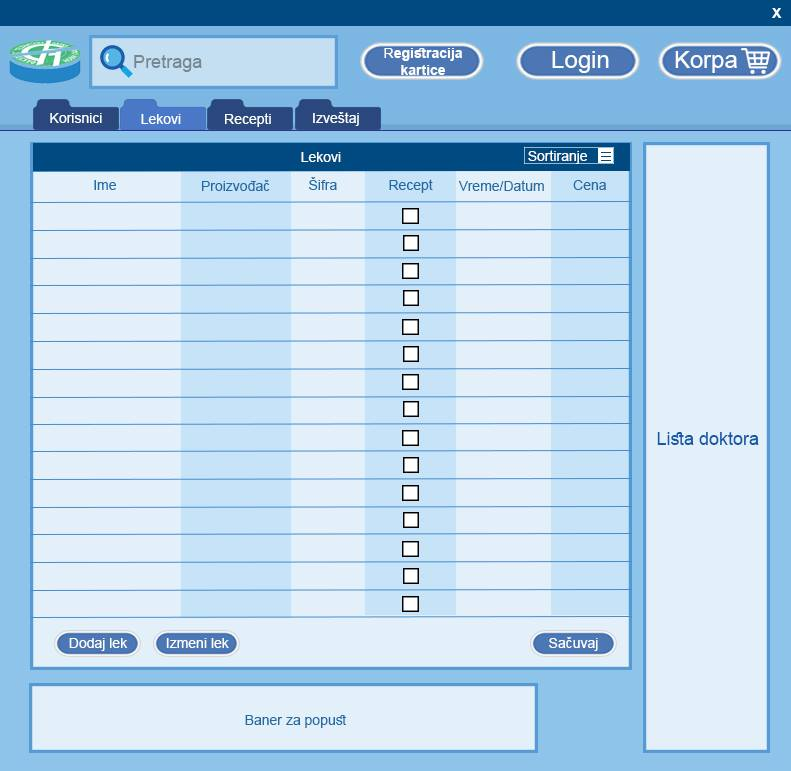 X
Pretraga
Registracija
kartice
Login
Korpa
Korisnici
Lekovi
Recepti
Izveštaj
Lekovi
Sortiranje
Ime
Proizvođač
Šifra
Recept
Vreme/Datum
Cena
Lista doktora
Dodaj lek
Izmeni lek
Sačuvaj
Baner za popust